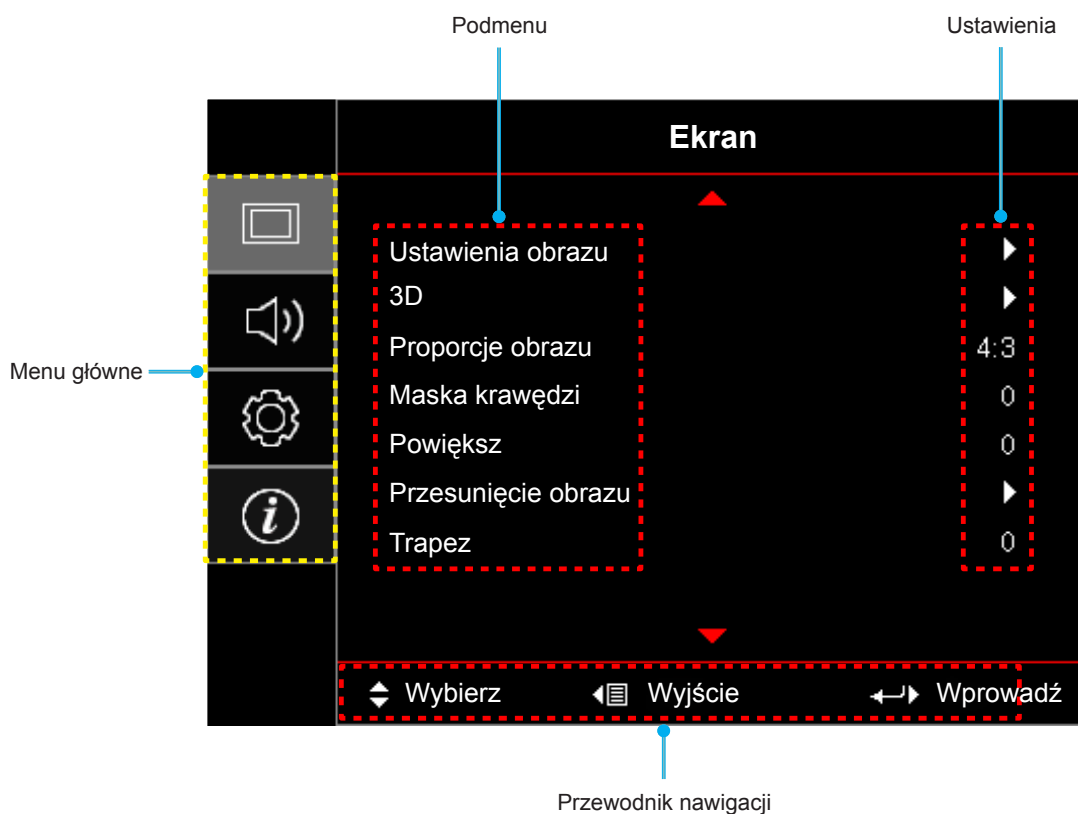 Podmenu Ustawienia
Ekran
Ustawienia obrazu
3D
Proporcje obrazu 4:3
Menu główne
Maska krawędzi 0
Powiększ 0
Przesunięcie obrazu
Trapez 0
Wybierz Wyjście Wprowadź
Przewodnik nawigacji